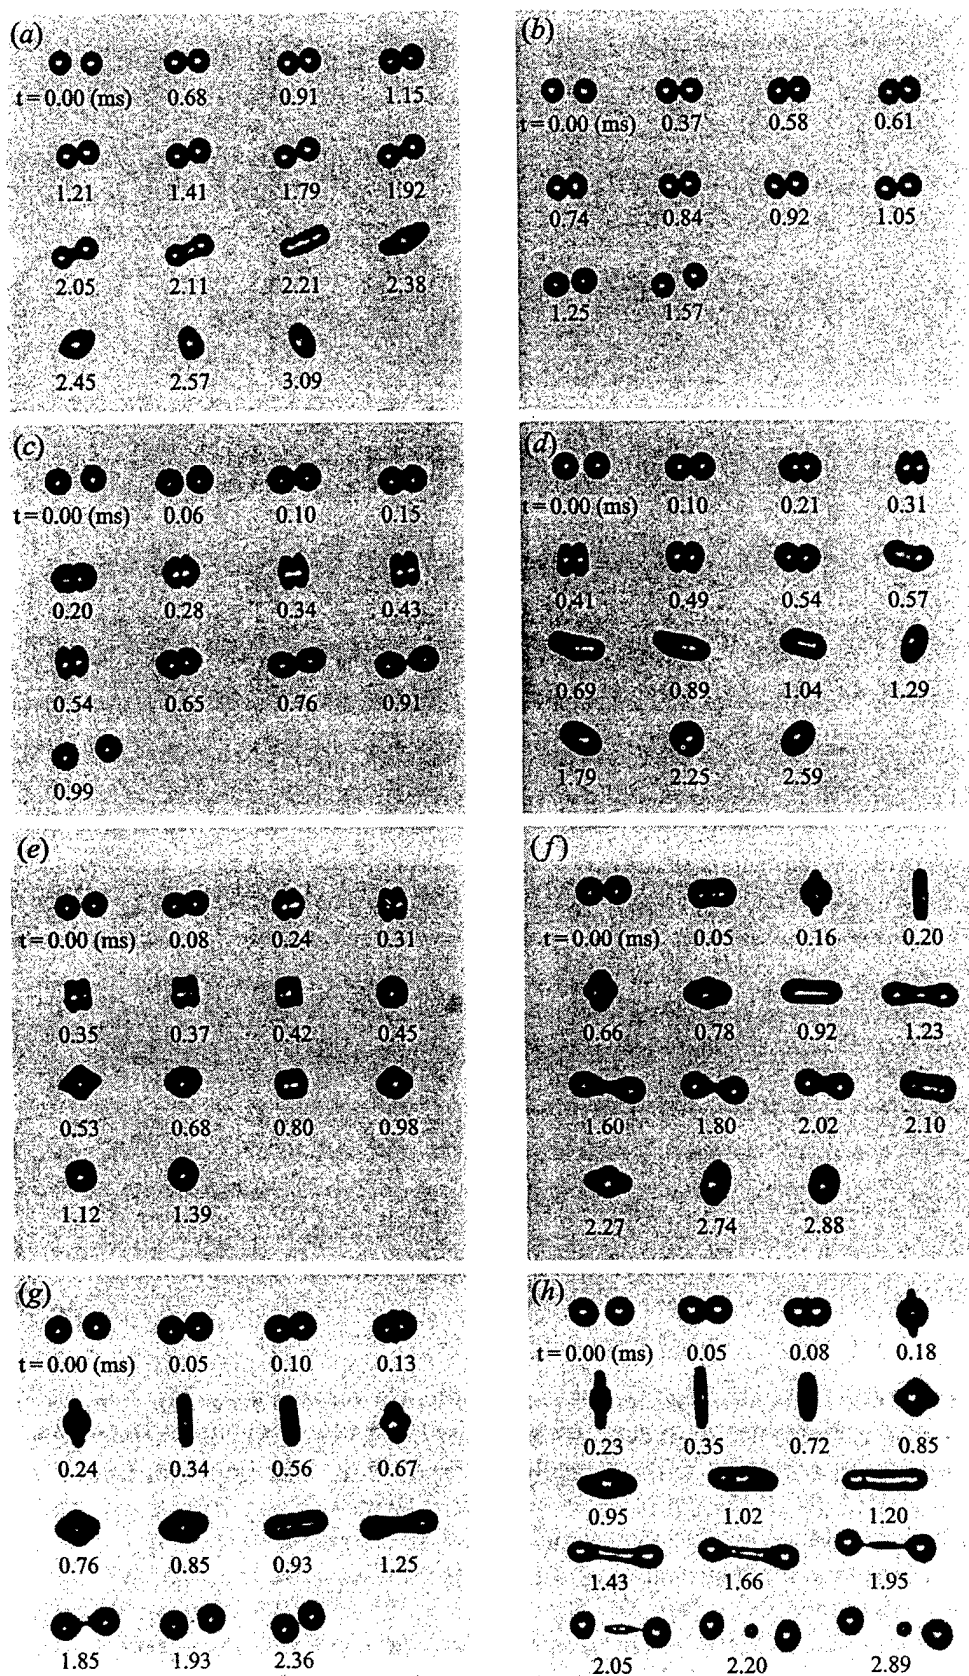 (a)
t = 0.00 (ms) 0.68 0.91 1.15
1.21 1.41 1.79 1.92
2.05 2.11 2.21 2.38
2.45 2.57 3.09
(b)
t = 0.00 (ms) 0.37 0.58 0.61
0.74 0.84 0.92 1.05
1.25 1.57
(c)
t = 0.00 (ms) 0.06 0.10 0.15
0.20 0.28 0.34 0.43
0.54 0.65 0.76 0.91
0.99
(d)
t = 0.00 (ms) 0.10 0.21 0.31
0.41 0.49 0.54 0.57
0.69 0.89 1.04 1.29
1.79 2.25 2.59
(e)
t = 0.00 (ms) 0.08 0.24 0.31
0.35 0.37 0.42 0.45
0.53 0.68 0.80 0.98
1.12 1.39
(f)
t = 0.00 (ms) 0.05 0.16 0.20
0.66 0.78 0.92 1.23
1.60 1.80 2.02 2.10
2.27 2.74 2.88
(g)
t = 0.00 (ms) 0.05 0.10 0.13
0.24 0.34 0.56 0.67
0.76 0.85 0.93 1.25
1.85 1.93 2.36
(h)
t = 0.00 (ms) 0.05 0.08 0.18
0.23 0.35 0.72 0.85
0.95 1.02 1.20
1.43 1.66 1.95
2.05 2.20 2.89